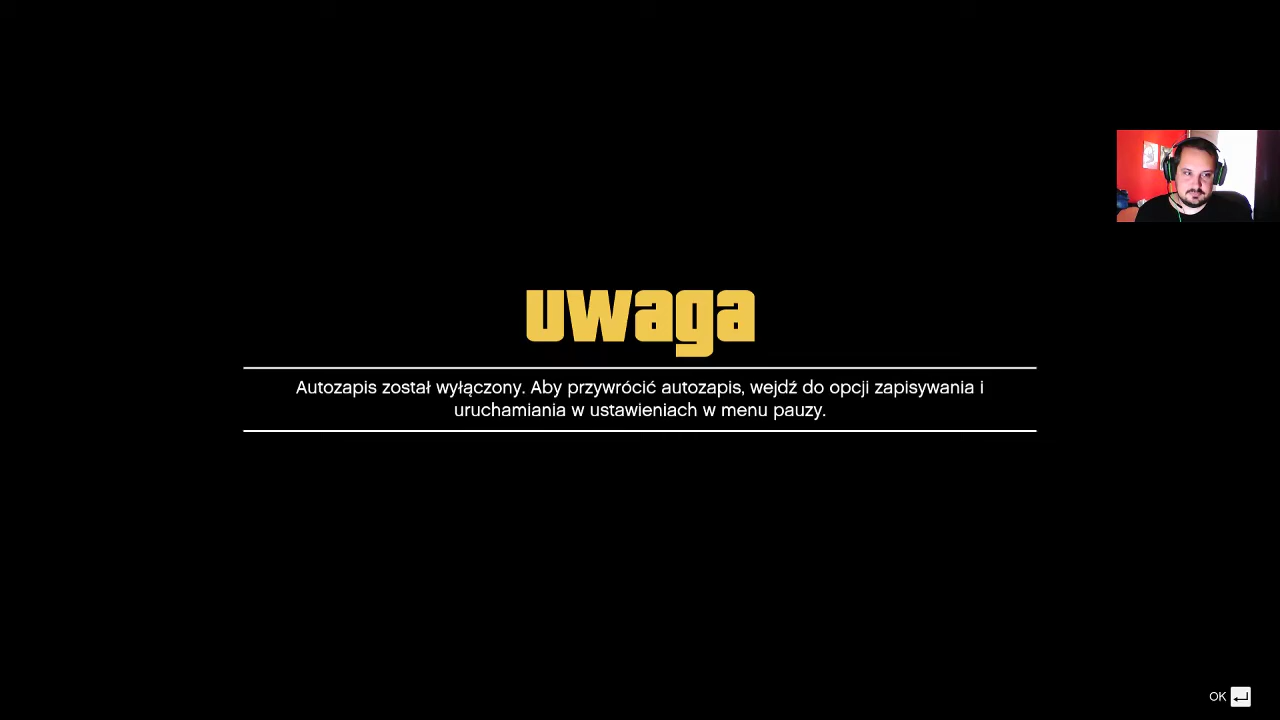 uwaga
Autozapis został wyłączony. Aby przywrócić autozapis, wejdź do opcji zapisywania i
uruchamiania w ustawieniach w menu pauzy.
OK